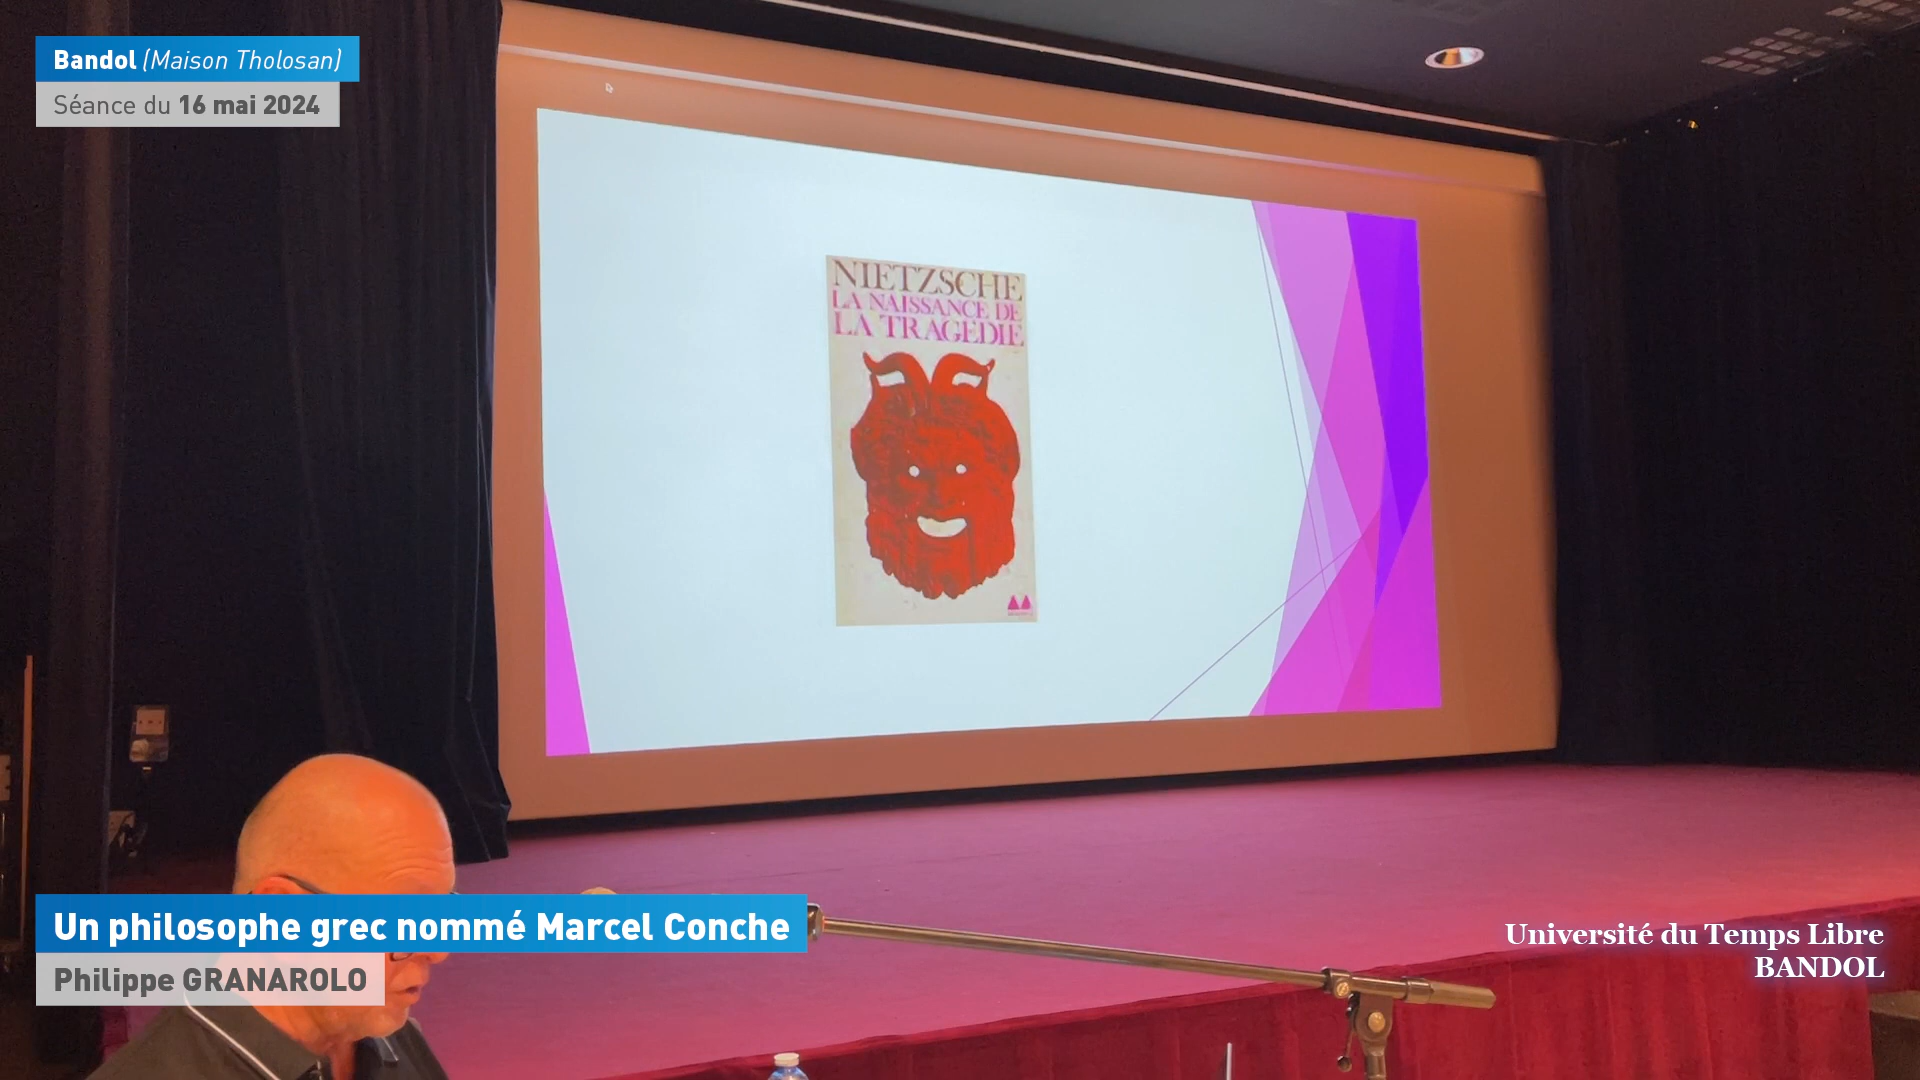 Bandol (Maison Tholosan)
Séance du 16 mai 2024
NIETZSCHE
LA NAISSANCE DE
LA TRAGÉDIE
Un philosophe grec nommé Marcel Conche
Philippe GRANAROLO
Université du Temps Libre
BANDOL